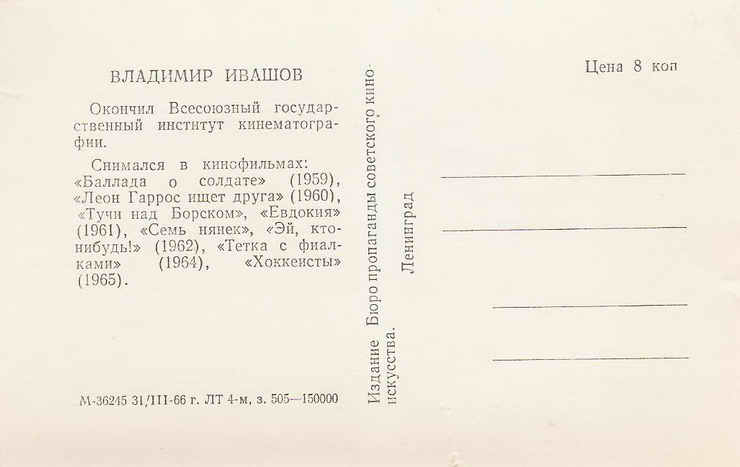 ВЛАДИМИР ИВАШОВ
Окончил Всесоюзный государ-
ственный институт кинематогра-
фии.
Снимался в кинофильмах:
«Баллада о солдате» (1959),
«Леон Гаррос ищет друга» (1960),
«Тучи над Борском», «Евдокия»
(1961), «Семь нянек», «Эй, кто-
нибудь!» (1962), «Тетка с фиал-
ками» (1964), «Хоккеисты»
(1965).
М-36245 31/III-66 г. ЛТ 4-м, з. 505—150000
Издание Бюро пропаганды советского кино-
искусства.
Ленинград
Цена 8 коп